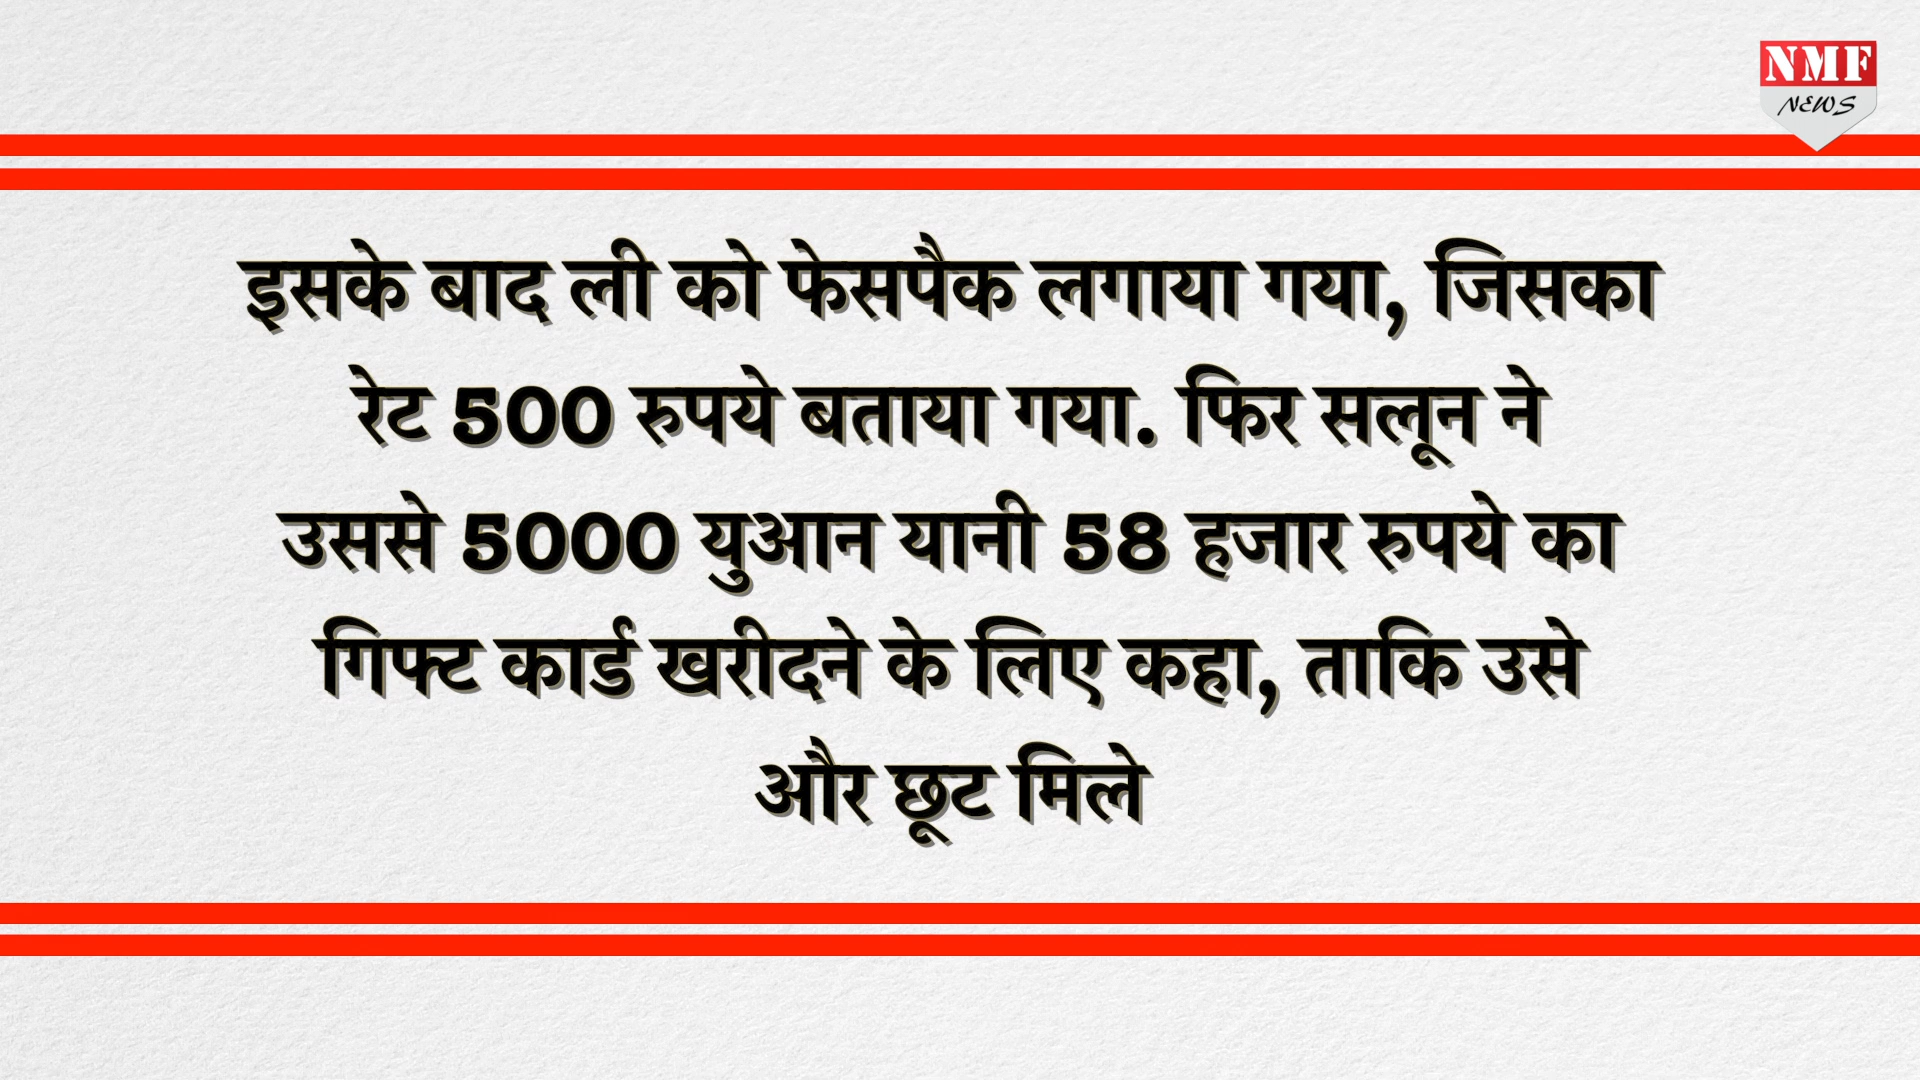 NMF
NEWS
इसके बाद ली को फेसपैक लगाया गया, जिसका
रेट 500 रुपये बताया गया. फिर सलून ने
उससे 5000 युआन यानी 58 हजार रुपये का
गिफ्ट कार्ड खरीदने के लिए कहा, ताकि उसे
और छूट मिले